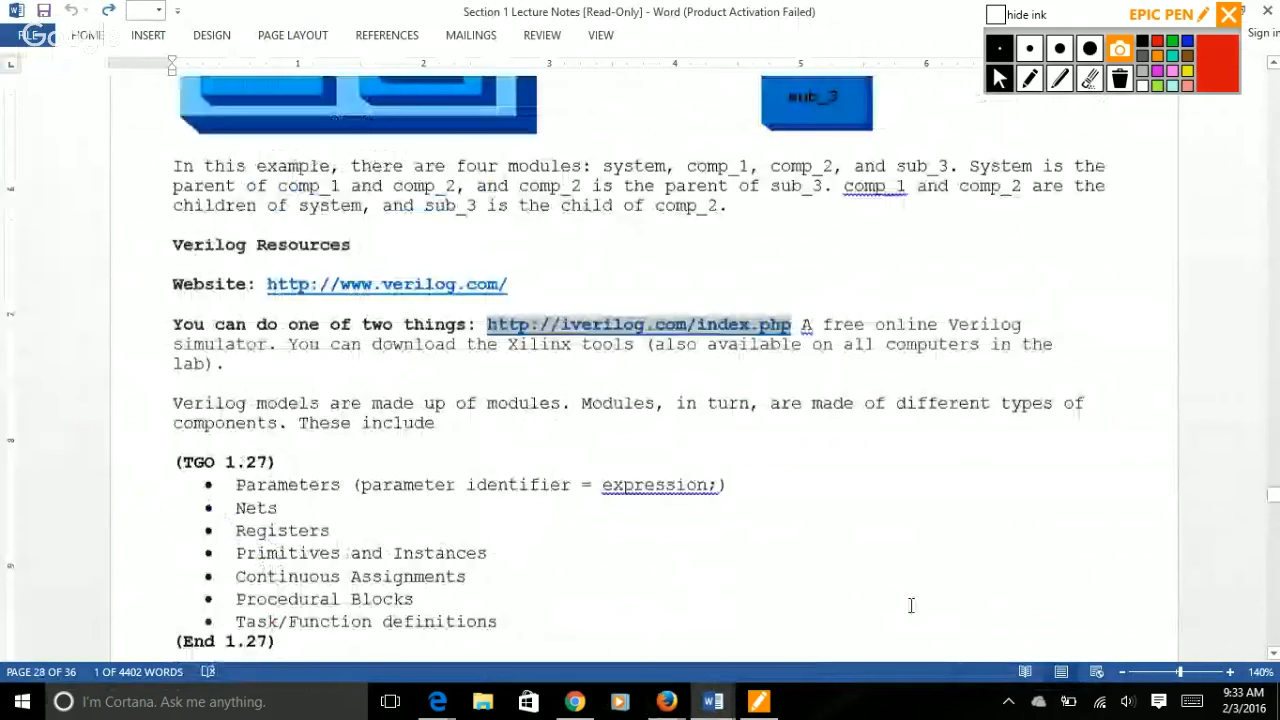 Section 1 Lecture Notes [Read-Only] - Word (Product Activation Failed)
hide ink
EPIC PEN
Sign in
INSERT
DESIGN
PAGE LAYOUT
REFERENCES
MAILINGS
REVIEW
VIEW
1 2 3 4 5 6
sub_3
In this example, there are four modules: system, comp_1, comp_2, and sub_3. System is the
parent of comp_1 and comp_2, and comp_2 is the parent of sub_3. comp_1 and comp_2 are the
children of system, and sub_3 is the child of comp_2.
Verilog Resources
Website: http://www.verilog.com/
You can do one of two things: http://iverilog.com/index.php A free online Verilog
simulator. You can download the Xilinx tools (also available on all computers in the
lab).
Verilog models are made up of modules. Modules, in turn, are made of different types of
components. These include
(TGO 1.27)
• Parameters (parameter identifier = expression;)
• Nets
• Registers
• Primitives and Instances
• Continuous Assignments
• Procedural Blocks
• Task/Function definitions
(End 1.27)
PAGE 28 OF 36
1 OF 4402 WORDS
140%
I'm Cortana. Ask me anything.
9:33 AM
2/3/2016